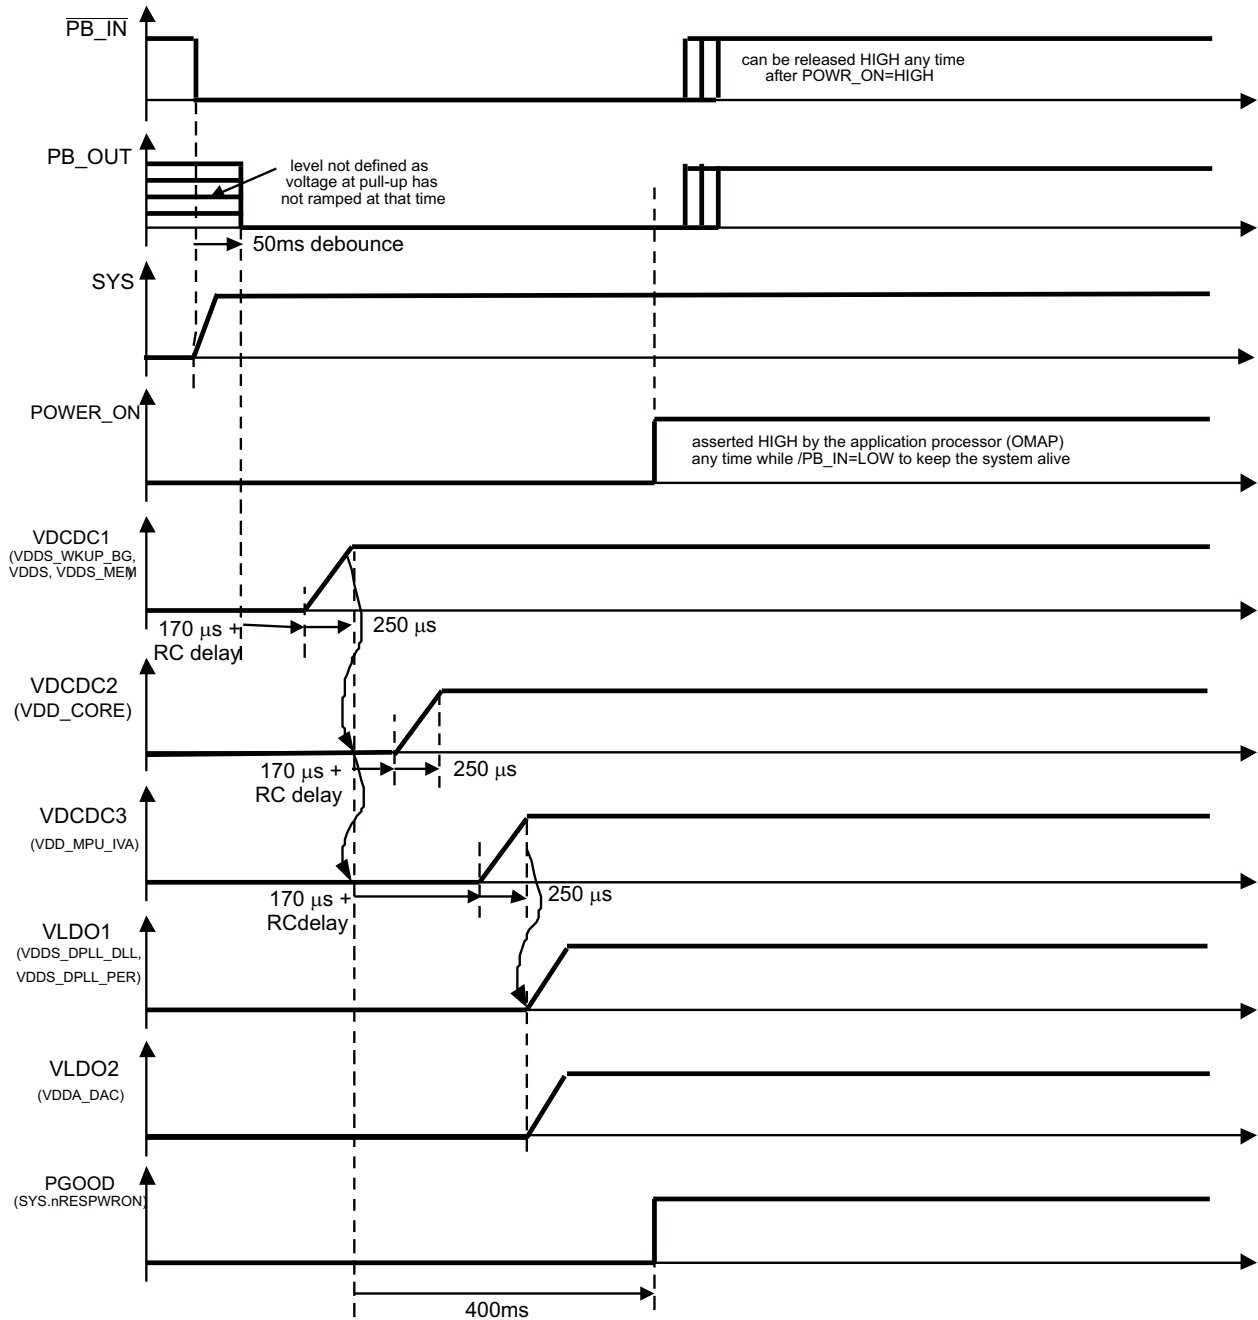 PB_IN
can be released HIGH any time
after POWR_ON=HIGH
PB_OUT
level not defined as
voltage at pull-up has
not ramped at that time
50ms debounce
SYS
POWER_ON
asserted HIGH by the application processor (OMAP)
any time while /PB_IN=LOW to keep the system alive
VDCDC1
(VDDS_WKUP_BG,
VDDS, VDDS_MEM)
170 μs +
RC delay
250 μs
VDCDC2
(VDD_CORE)
170 μs +
RC delay
250 μs
VDCDC3
(VDD_MPU_IVA)
170 μs +
RCdelay
250 μs
VLDO1
(VDDS_DPLL_DLL,
VDDS_DPLL_PER)
VLDO2
(VDDA_DAC)
PGOOD
(SYS.nRESPWRON)
400ms